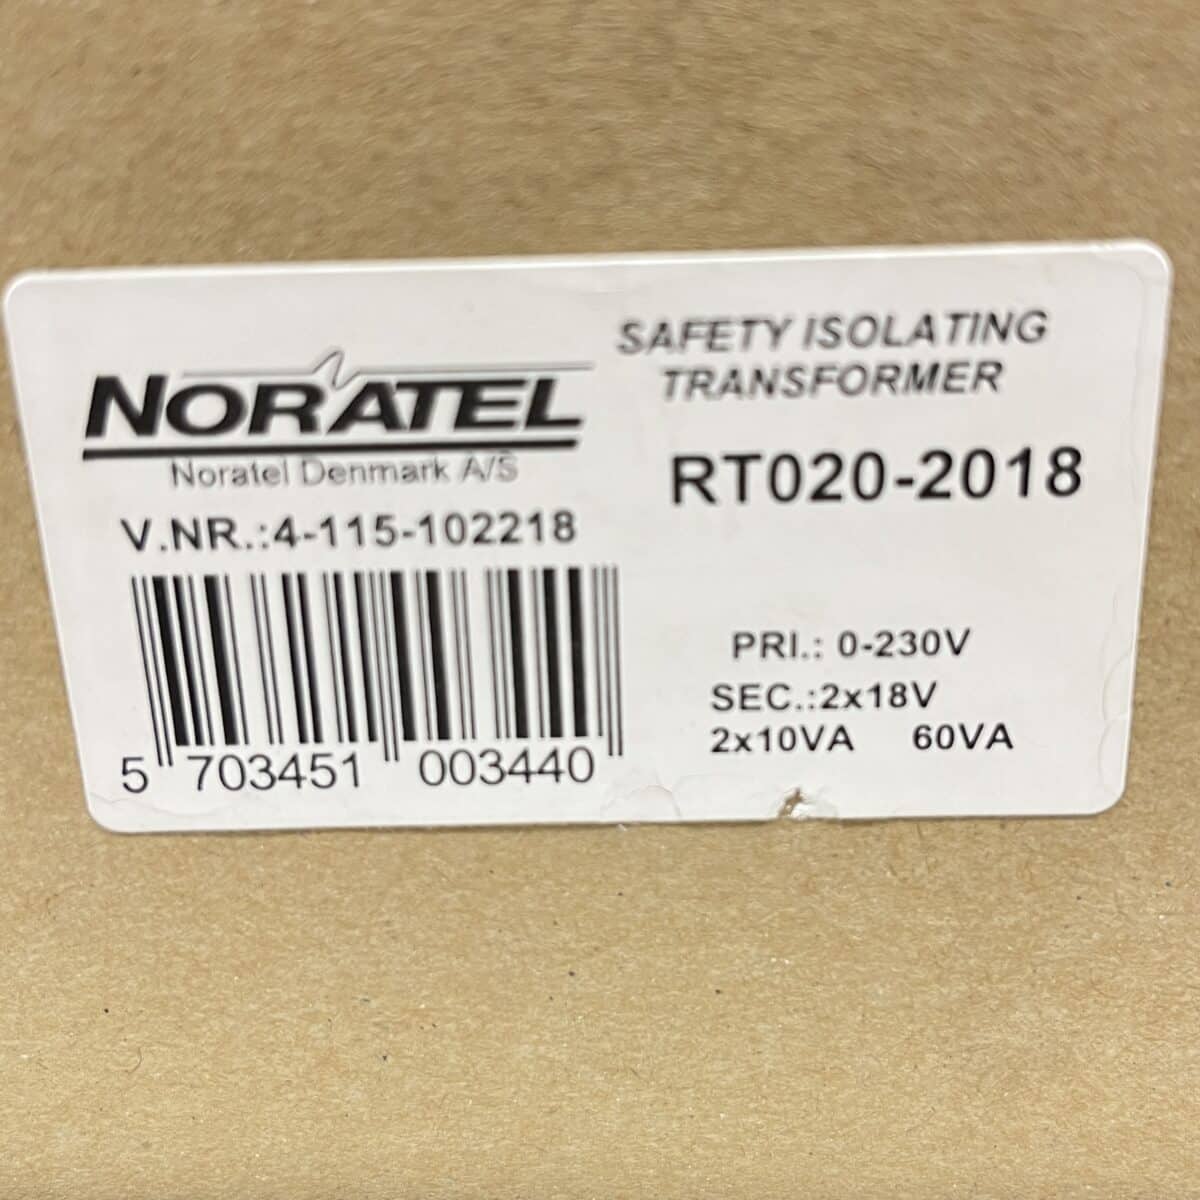 NORATEL
Noratel Denmark A/S
V.NR.:4-115-102218
5 703451 003440
SAFETY ISOLATING
TRANSFORMER
RT020-2018
PRI.: 0-230V
SEC.:2x18V
2x10VA 60VA